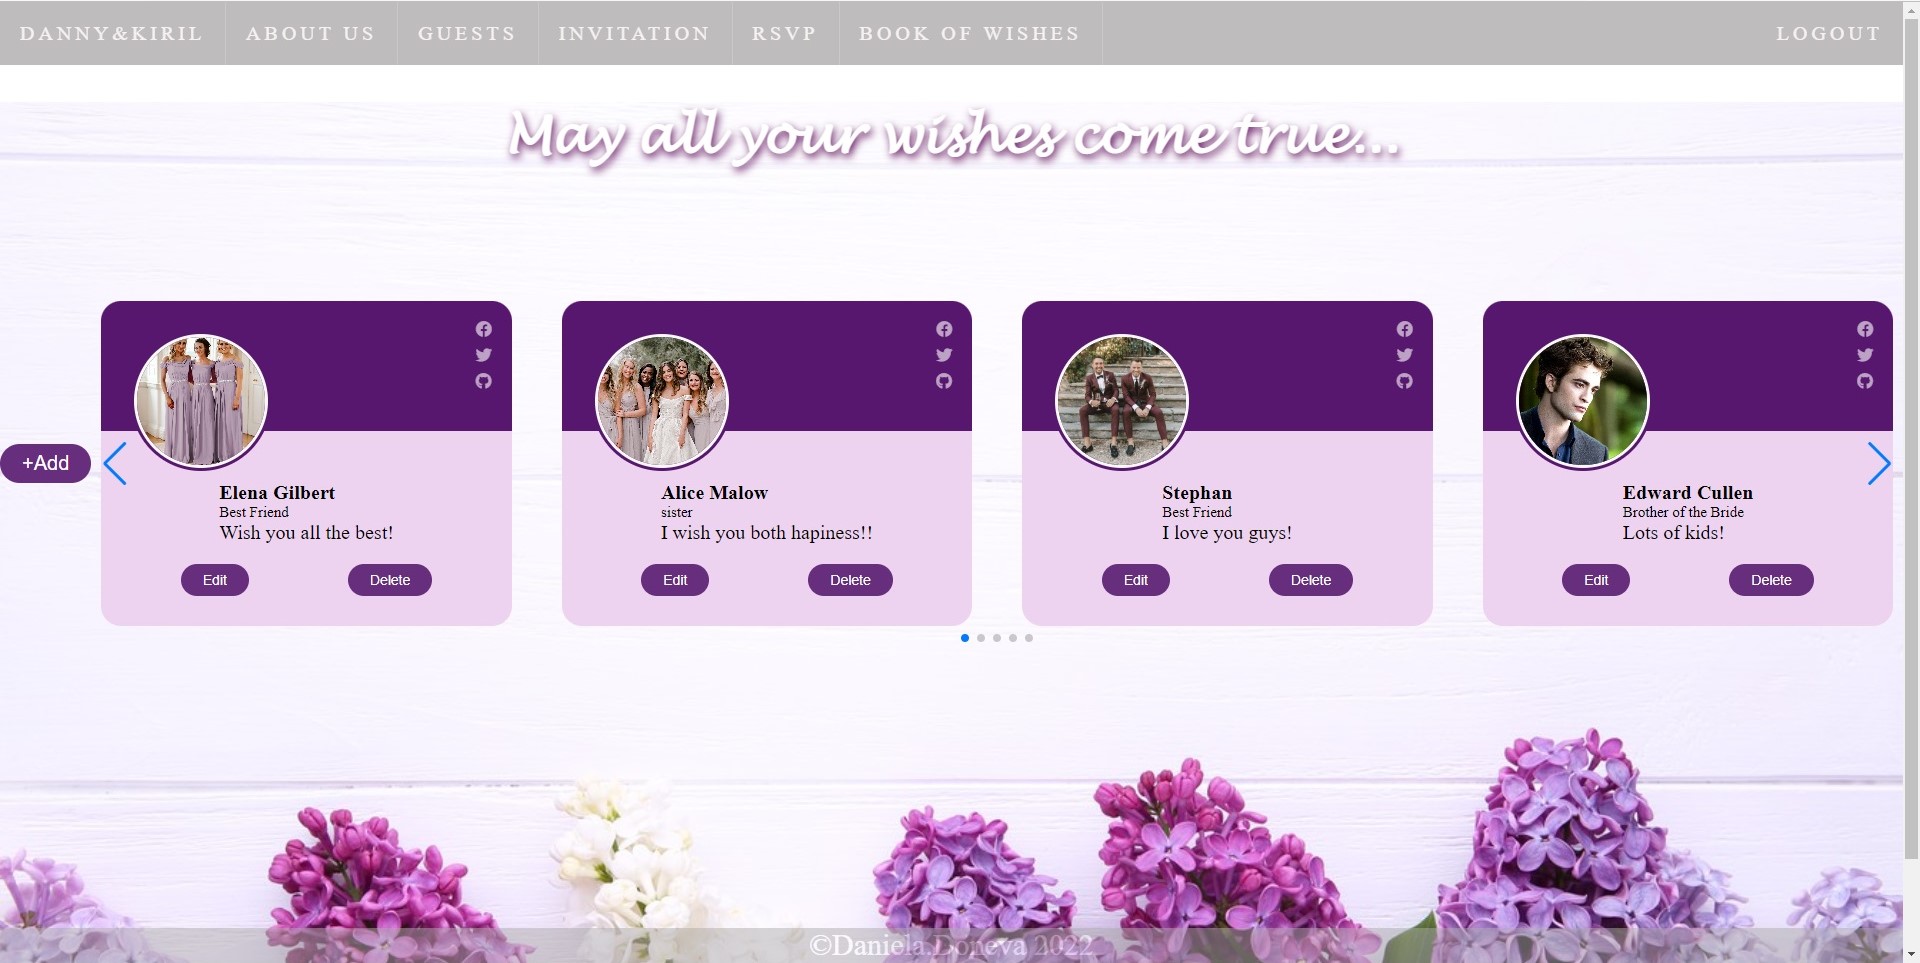 DANNY&KIRIL ABOUT US GUESTS INVITATION RSVP BOOK OF WISHES LOGOUT
May all your wishes come true...
+Add
Elena Gilbert
Best Friend
Wish you all the best!
Edit Delete
Alice Malow
sister
I wish you both hapiness!!
Edit Delete
Stephan
Best Friend
I love you guys!
Edit Delete
Edward Cullen
Brother of the Bride
Lots of kids!
Edit Delete
©Daniela.Doneva 2022